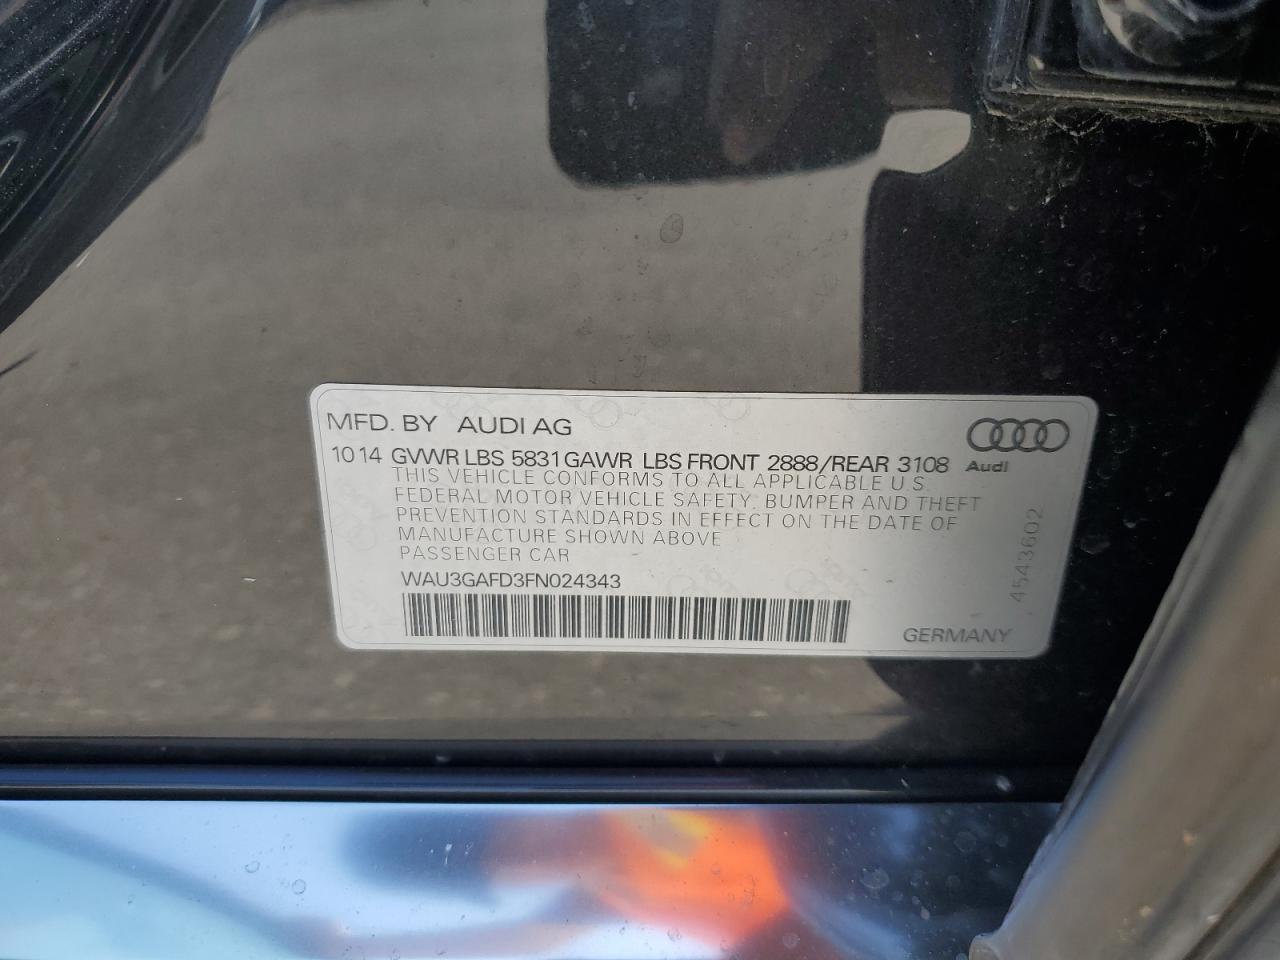 MFD. BY AUDI AG
10 14 GVWR LBS 5831 GAWR LBS FRONT 2888/REAR 3108
Audi
THIS VEHICLE CONFORMS TO ALL APPLICABLE U.S.
FEDERAL MOTOR VEHICLE SAFETY, BUMPER AND THEFT
PREVENTION STANDARDS IN EFFECT ON THE DATE OF
MANUFACTURE SHOWN ABOVE
PASSENGER CAR
WAU3GAFD3FN024343
GERMANY
4543602